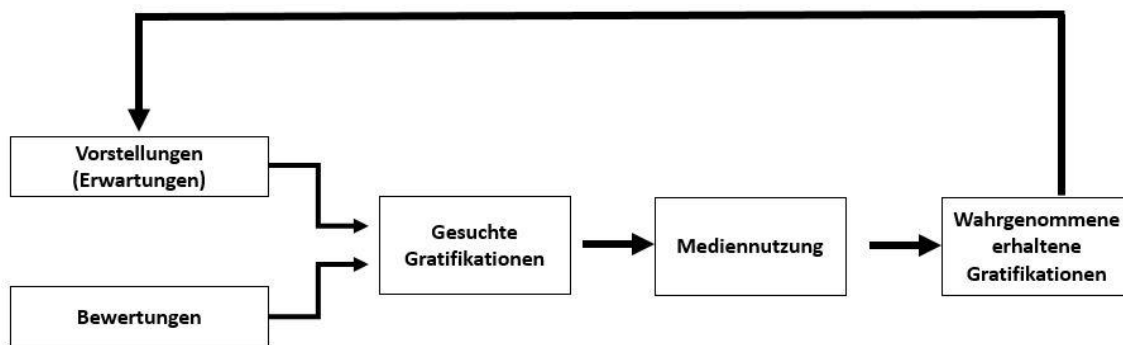 Vorstellungen
(Erwartungen)
Gesuchte
Gratifikationen
Mediennutzung
Wahrgenommene
erhaltene
Gratifikationen
Bewertungen